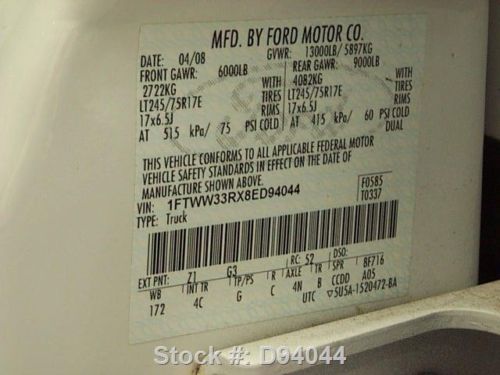 MFD. BY FORD MOTOR CO.
DATE: 04/08 GVWR: 13000LB/ 5897KG
FRONT GAWR: 6000LB REAR GAWR: 9000LB
2722KG WITH 4082KG WITH
LT245/75R17E TIRES LT245/75R17E TIRES
17x6.5J RIMS 17x6.5J RIMS
AT 515 kPa/ 75 PSI COLD AT 415 kPa/ 60 PSI COLD
DUAL
THIS VEHICLE CONFORMS TO ALL APPLICABLE FEDERAL MOTOR
VEHICLE SAFETY STANDARDS IN EFFECT ON THE DATE OF
MANUFACTURE SHOWN ABOVE.
VIN: 1FTWW33RX8ED94044 F0585
TYPE: Truck T0337
EXT PNT: Z1 G3 RC: 52 DSO:
WB INT TR TP/PS R AXLE TR SPR 8F716
172 4C G C 4N B CCDD A05
UTC ▽5U5A-1520472-BA
Stock #: D94044